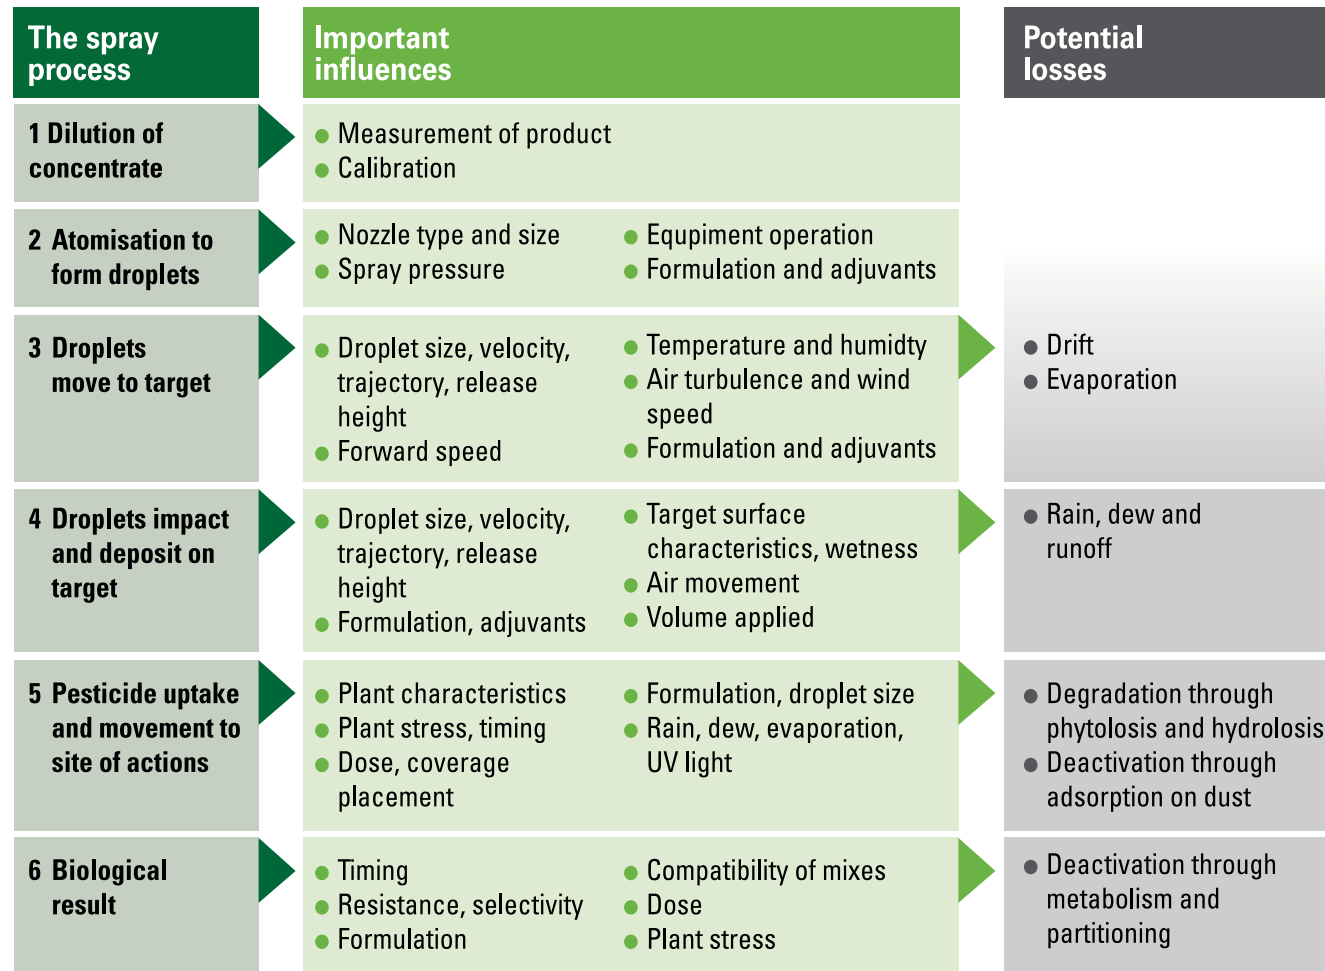 The spray
process
Important
influences
Potential
losses
1 Dilution of
concentrate
● Measurement of product
● Calibration
2 Atomisation to
form droplets
● Nozzle type and size
● Spray pressure
● Equpiment operation
● Formulation and adjuvants
3 Droplets
move to target
● Droplet size, velocity,
trajectory, release
height
● Forward speed
● Temperature and humidty
● Air turbulence and wind
speed
● Formulation and adjuvants
● Drift
● Evaporation
4 Droplets impact
and deposit on
target
● Droplet size, velocity,
trajectory, release
height
● Formulation, adjuvants
● Target surface
characteristics, wetness
● Air movement
● Volume applied
● Rain, dew and
runoff
5 Pesticide uptake
and movement to
site of actions
● Plant characteristics
● Plant stress, timing
● Dose, coverage
placement
● Formulation, droplet size
● Rain, dew, evaporation,
UV light
● Degradation through
phytolosis and hydrolosis
● Deactivation through
adsorption on dust
6 Biological
result
● Timing
● Resistance, selectivity
● Formulation
● Compatibility of mixes
● Dose
● Plant stress
● Deactivation through
metabolism and
partitioning